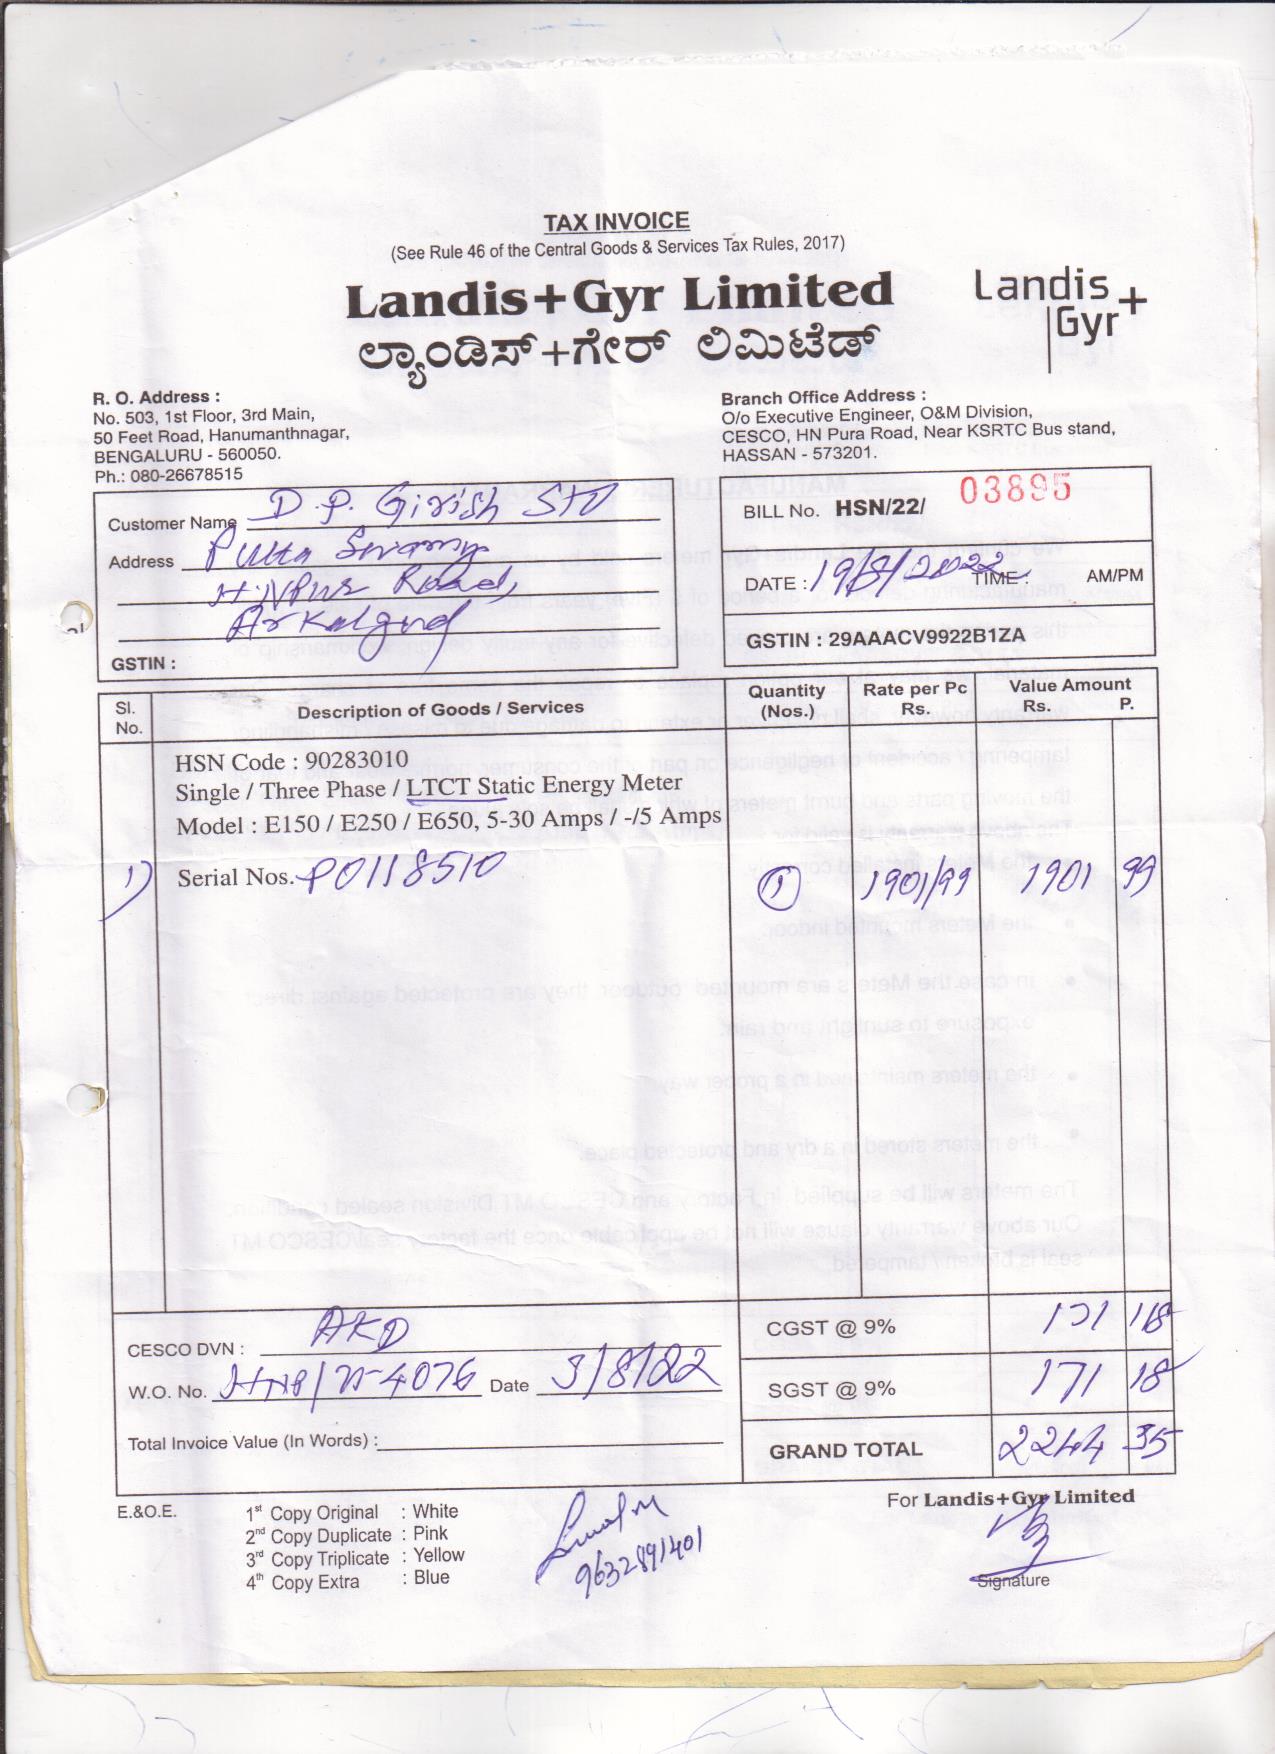 TAX INVOICE
(See Rule 46 of the Central Goods & Services Tax Rules, 2017)
Landis+Gyr Limited
ಲ್ಯಾಂಡಿಸ್+ಗೇರ್ ಲಿಮಿಟೆಡ್
Landis
Gyr+
R. O. Address :
No. 503, 1st Floor, 3rd Main,
50 Feet Road, Hanumanthnagar,
BENGALURU - 560050.
Ph.: 080-26678515
Branch Office Address :
O/o Executive Engineer, O&M Division,
CESCO, HN Pura Road, Near KSRTC Bus stand,
HASSAN - 573201.
Customer Name D.P. Girish S/o
Address Putta Swamy
Road,
Arkalgud
GSTIN :
BILL No. HSN/22/ 03895
DATE : 19/8/2022 TIME : AM/PM
GSTIN : 29AAACV9922B1ZA
Sl. No. Description of Goods / Services Quantity (Nos.) Rate per Pc Rs. Value Amount Rs. P.
HSN Code : 90283010
Single / Three Phase / LTCT Static Energy Meter
Model : E150 / E250 / E650, 5-30 Amps / -/5 Amps
1) Serial Nos. P0118510 1 1901/99 1901 99
CESCO DVN : AKD
W.O. No. Date 3/8/22
Total Invoice Value (In Words) :
CGST @ 9% 171 18
SGST @ 9% 171 18
GRAND TOTAL 2244 35
E.&O.E.
1st Copy Original : White
2nd Copy Duplicate : Pink
3rd Copy Triplicate : Yellow
4th Copy Extra : Blue
9632891401
For Landis+Gyr Limited
Signature